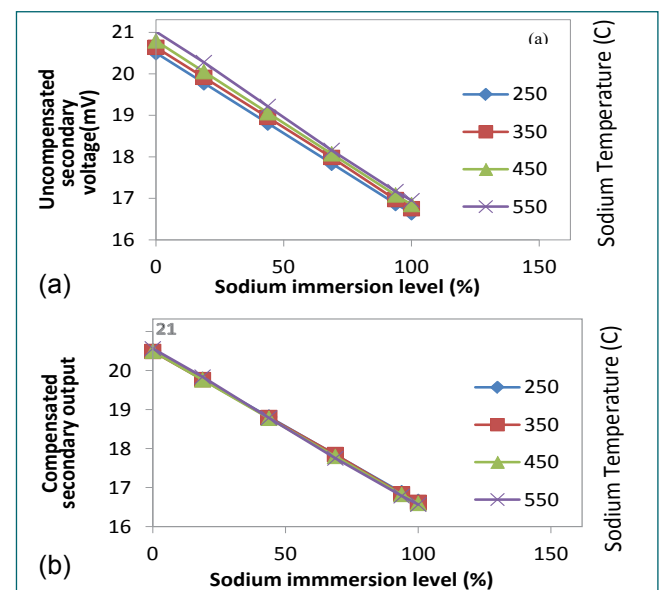 21
20
19
18
17
16
Uncompensated
secondary
voltage(mV)
(a)
250
350
450
550
Sodium Temperature (C)
0
50
100
150
Sodium immersion level (%)
(a)
21
20
19
18
17
16
Compensated
secondary output
250
350
450
550
Sodium Temperature (C)
0
50
100
150
Sodium immmersion level (%)
(b)